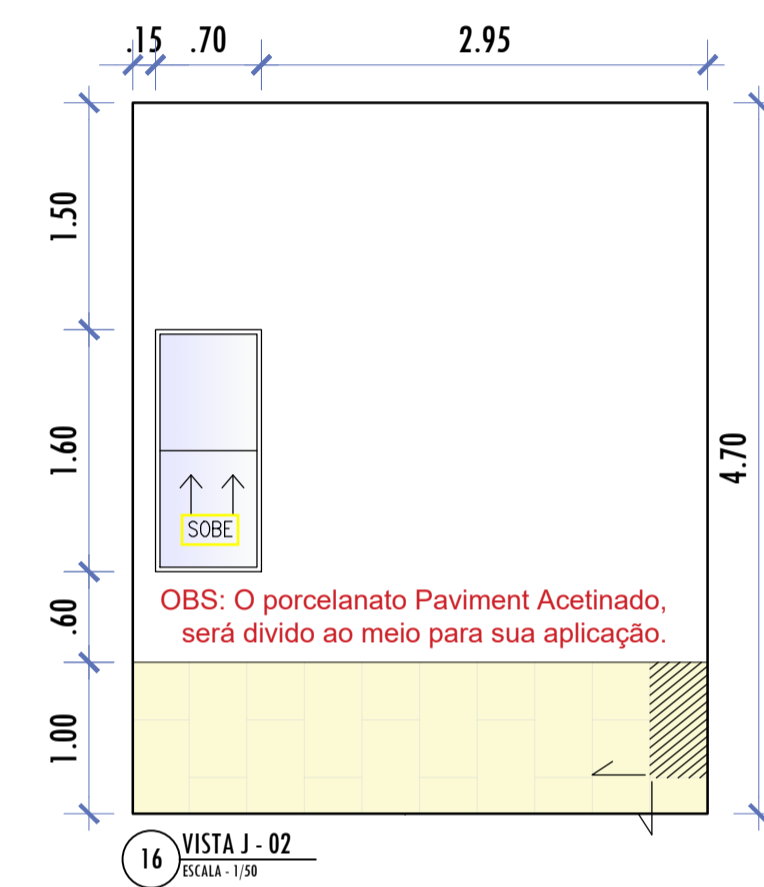 .15 .70 2.95
1.50
1.60
4.70
SOBE
OBS: O porcelanato Paviment Acetinado,
será divido ao meio para sua aplicação.
.60
1.00
16 VISTA J - 02
ESCALA - 1/50